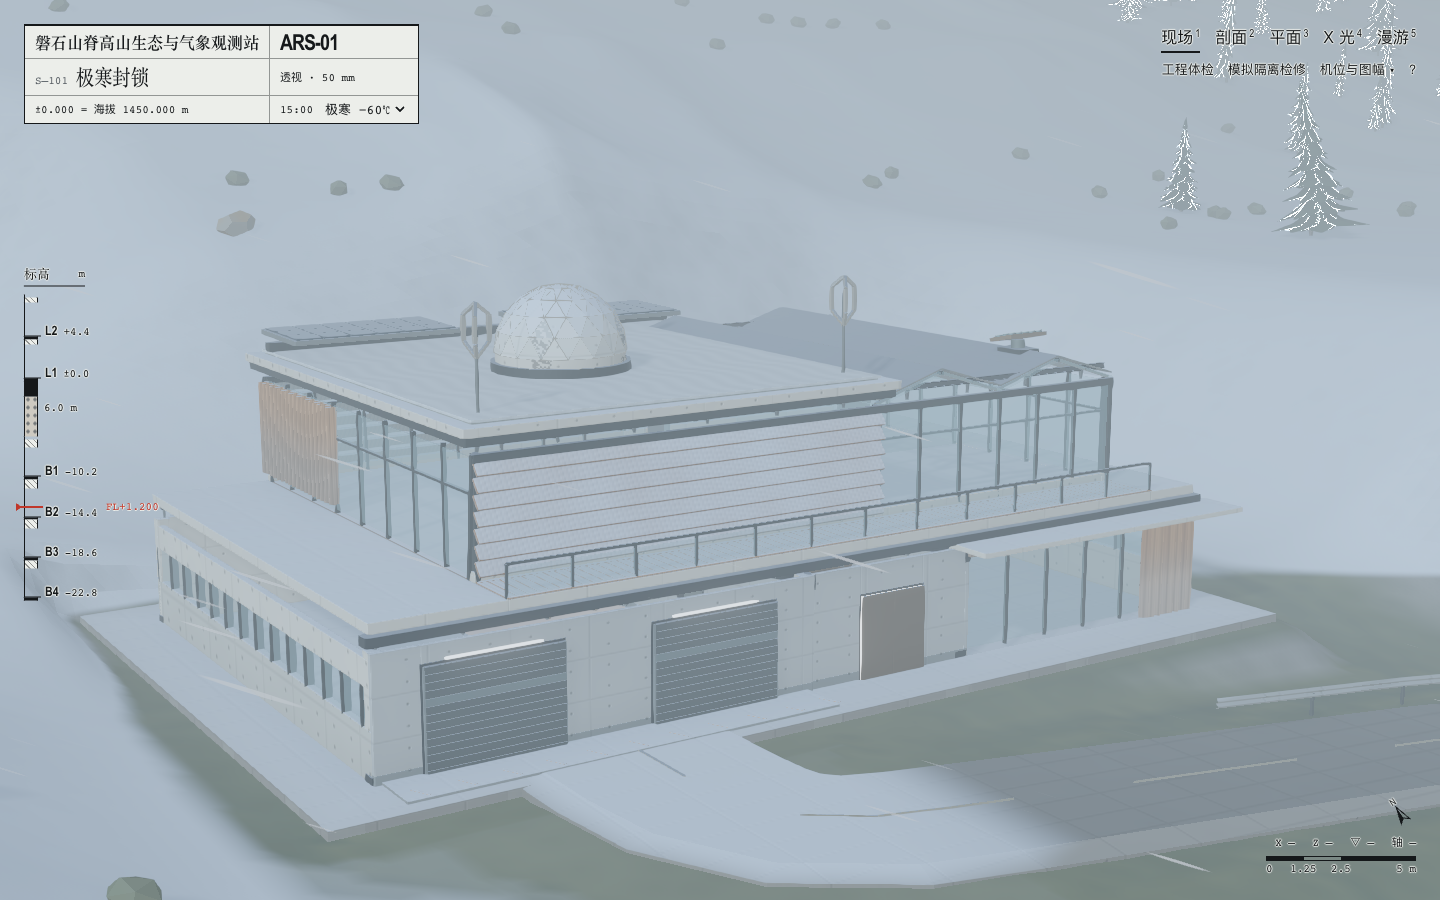 磐石山脊高山生态与气象观测站 ARS-01
S-101 极寒封锁 透视 · 50 mm
±0.000 = 海拔 1450.000 m 15:00 极寒 -60℃
现场1 剖面2 平面3 X 光4 漫游5
工程体检 模拟隔离检修 机位与图幅 ?
标高 m
L2 +4.4
L1 ±0.0
6.0 m
B1 -10.2
FL+1.200
B2 -14.4
B3 -18.6
B4 -22.8
N
x — z — ▽ — 轴 —
0 1.25 2.5 5 m